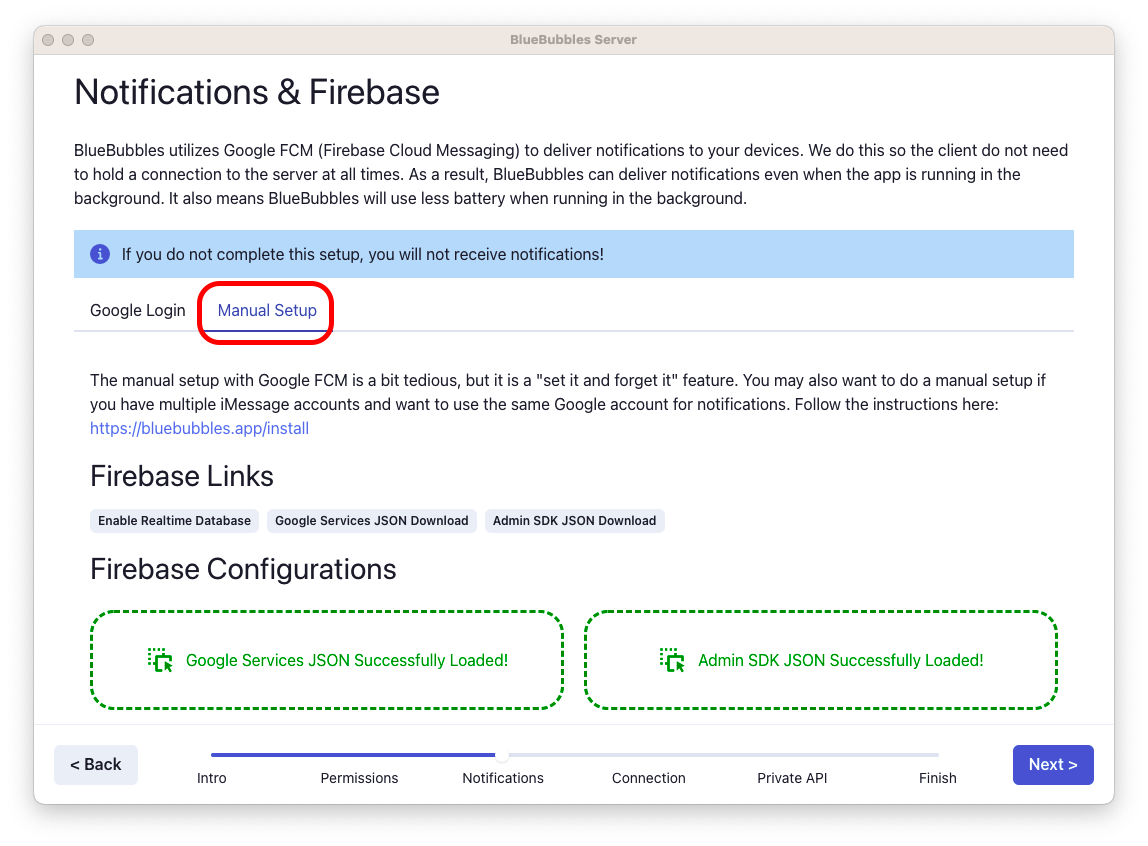 BlueBubbles Server
Notifications & Firebase
BlueBubbles utilizes Google FCM (Firebase Cloud Messaging) to deliver notifications to your devices. We do this so the client do not need
to hold a connection to the server at all times. As a result, BlueBubbles can deliver notifications even when the app is running in the
background. It also means BlueBubbles will use less battery when running in the background.
If you do not complete this setup, you will not receive notifications!
Google Login Manual Setup
The manual setup with Google FCM is a bit tedious, but it is a "set it and forget it" feature. You may also want to do a manual setup if
you have multiple iMessage accounts and want to use the same Google account for notifications. Follow the instructions here:
https://bluebubbles.app/install
Firebase Links
Enable Realtime Database Google Services JSON Download Admin SDK JSON Download
Firebase Configurations
Google Services JSON Successfully Loaded! Admin SDK JSON Successfully Loaded!
< Back Next >
Intro Permissions Notifications Connection Private API Finish